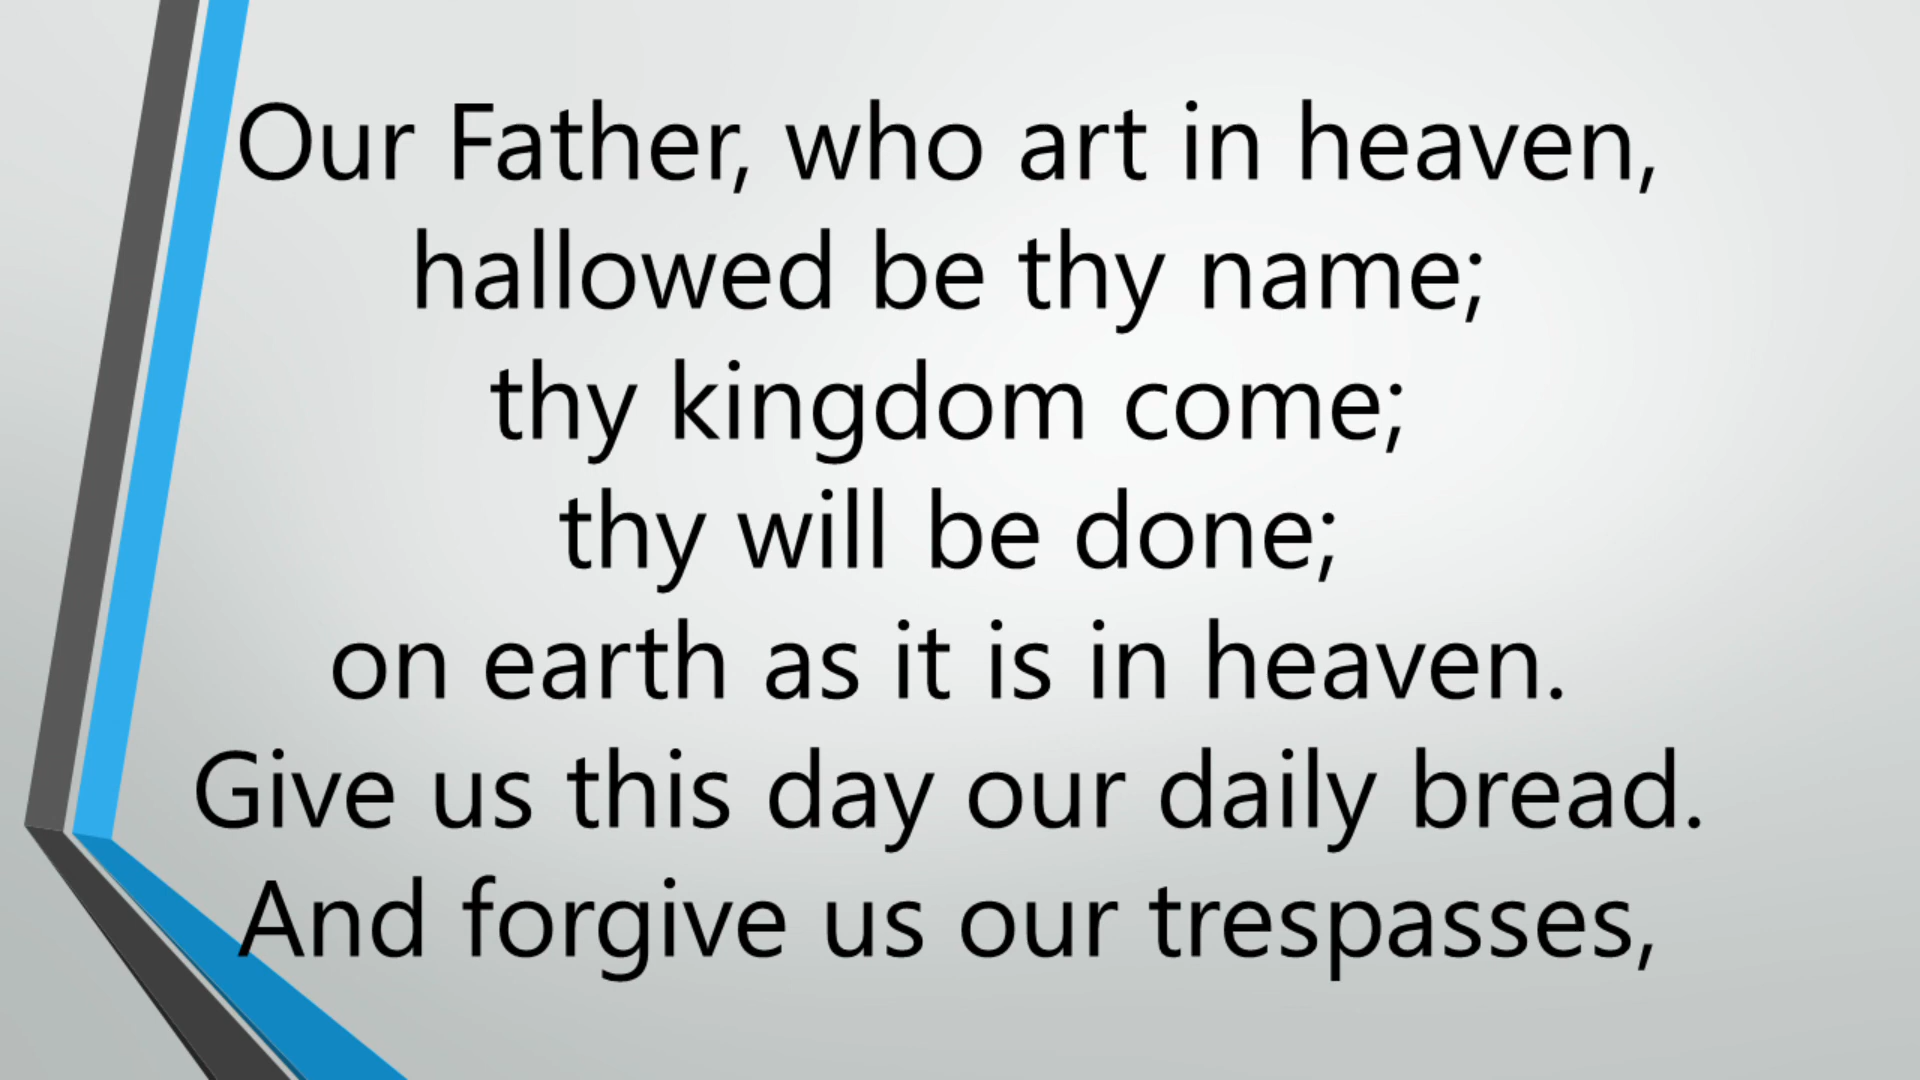 Our Father, who art in heaven,
hallowed be thy name;
thy kingdom come;
thy will be done;
on earth as it is in heaven.
Give us this day our daily bread.
And forgive us our trespasses,